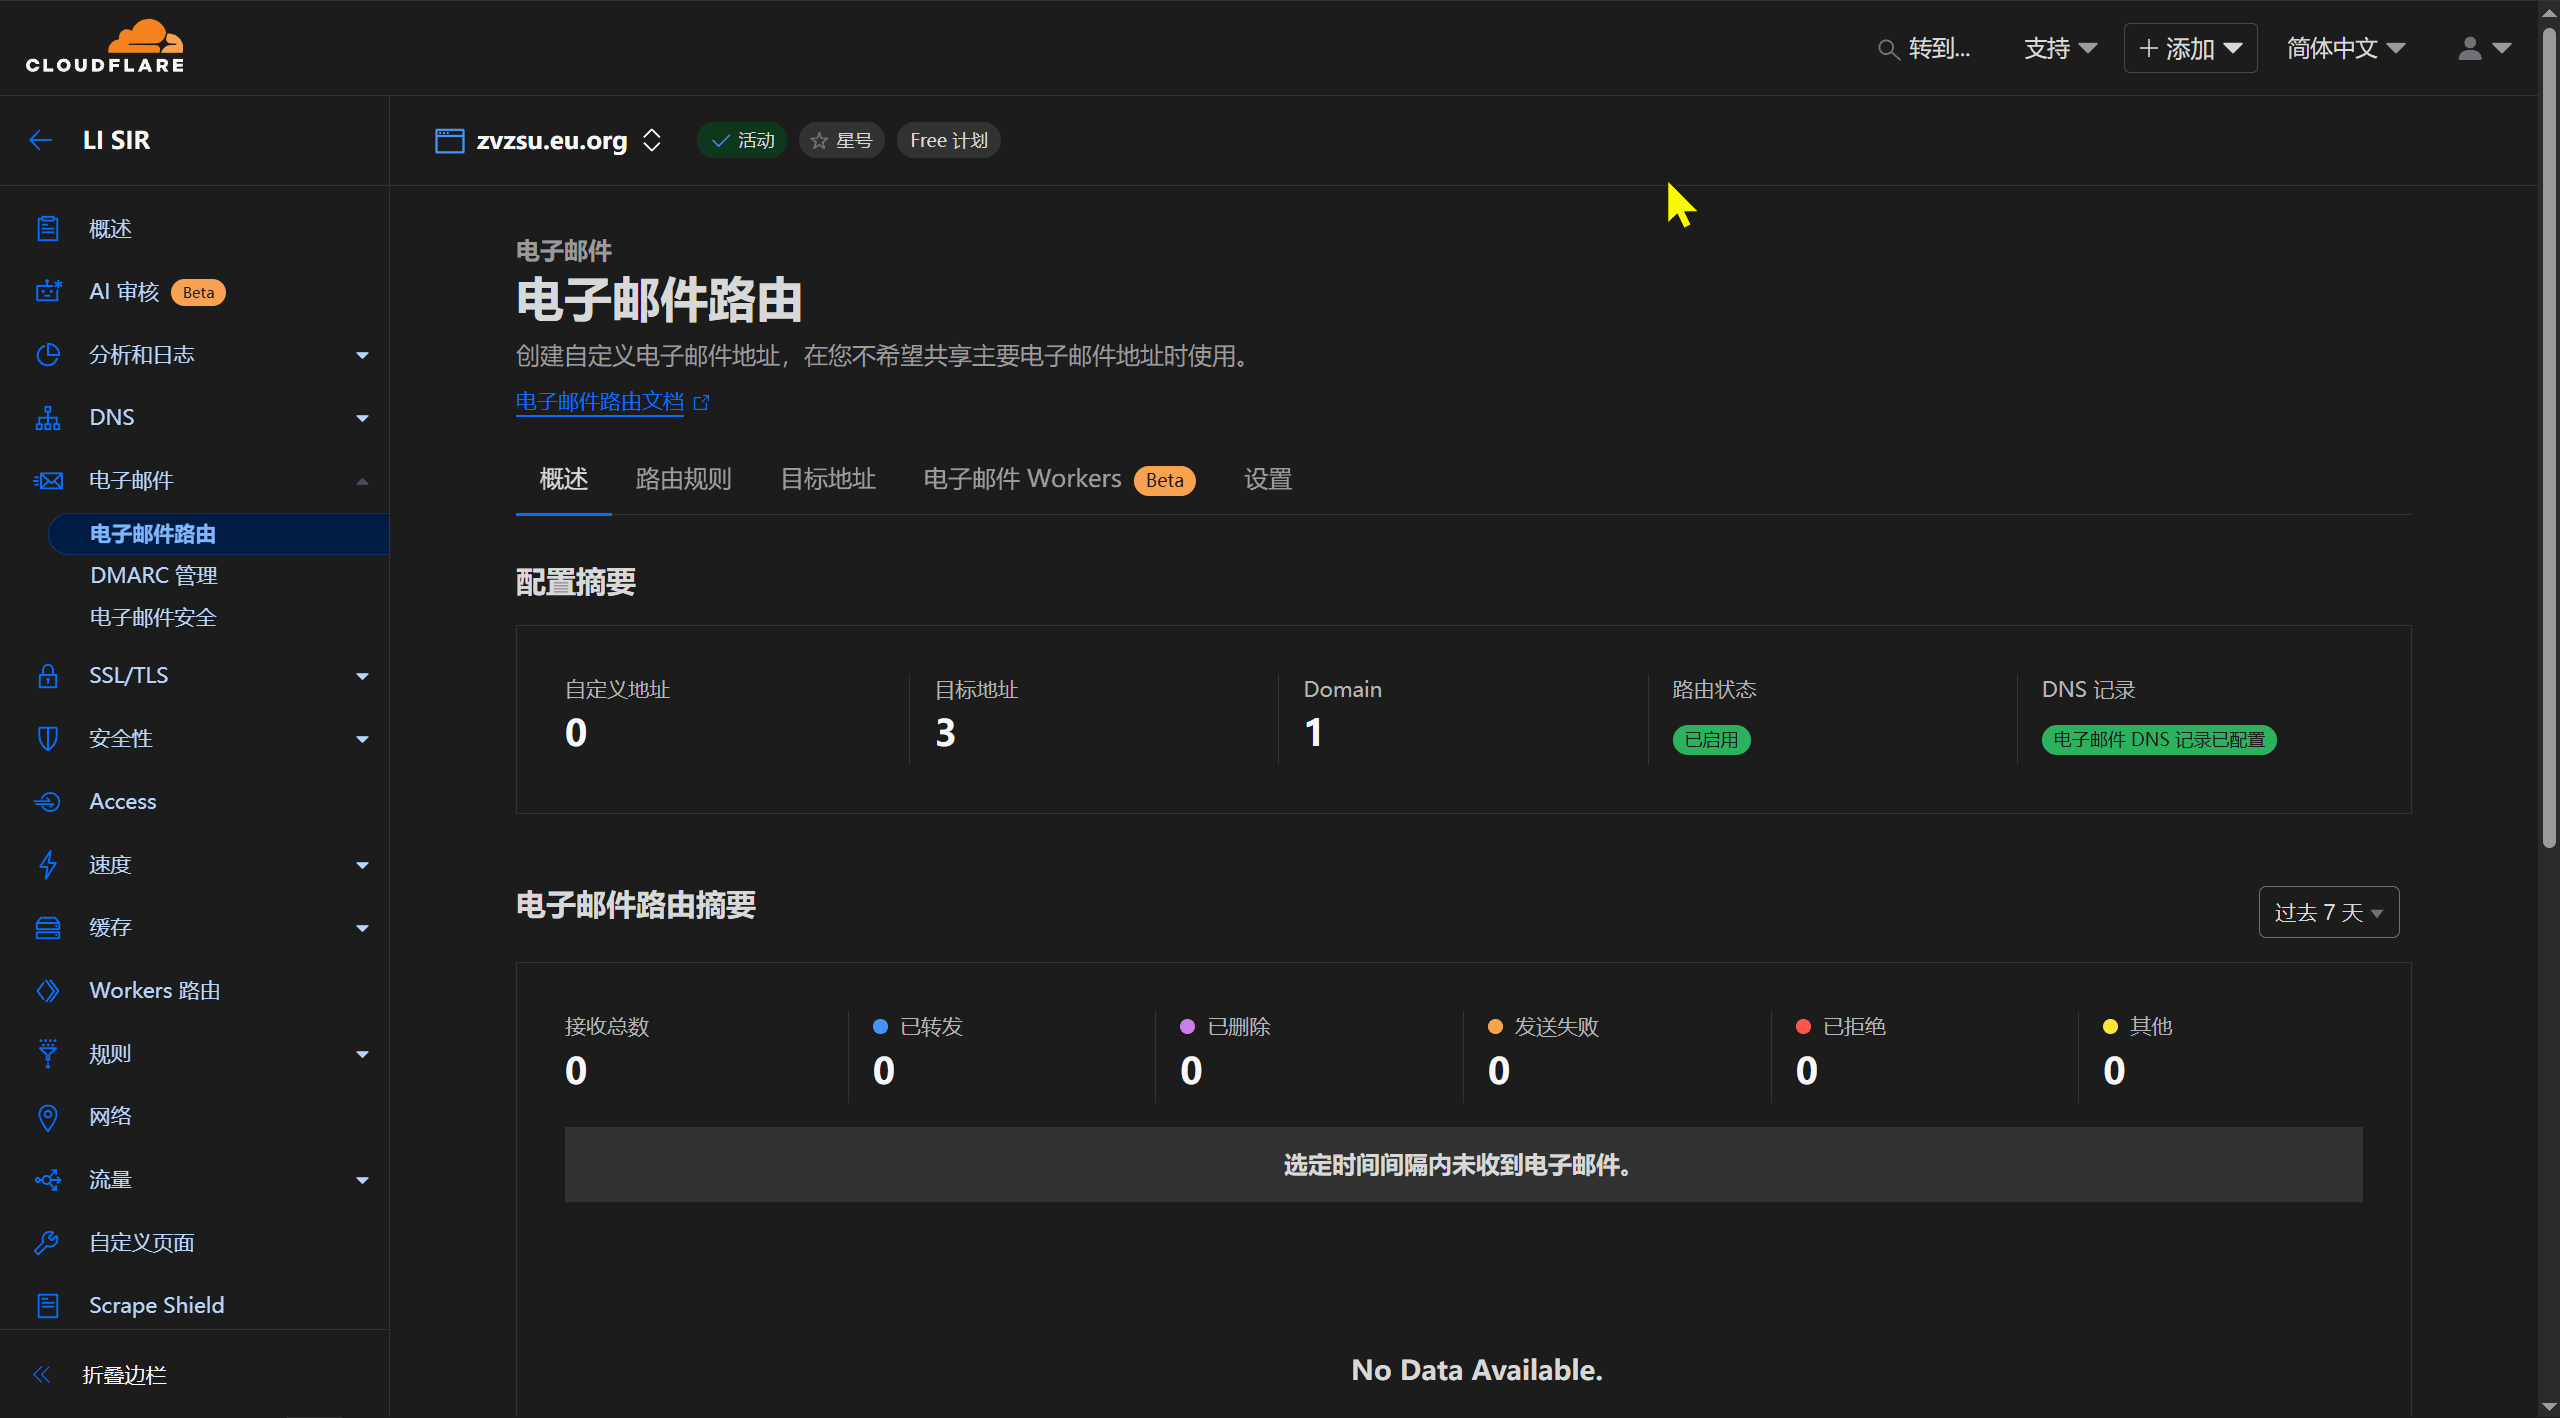 CLOUDFLARE
转到...
支持
添加
简体中文
LI SIR
zvzsu.eu.org
活动
星号
Free 计划
概述
AI 审核 Beta
分析和日志
DNS
电子邮件
电子邮件路由
DMARC 管理
电子邮件安全
SSL/TLS
安全性
Access
速度
缓存
Workers 路由
规则
网络
流量
自定义页面
Scrape Shield
折叠边栏
电子邮件
电子邮件路由
创建自定义电子邮件地址，在您不希望共享主要电子邮件地址时使用。
电子邮件路由文档
概述
路由规则
目标地址
电子邮件 Workers Beta
设置
配置摘要
自定义地址
0
目标地址
3
Domain
1
路由状态
已启用
DNS 记录
电子邮件 DNS 记录已配置
电子邮件路由摘要
过去 7 天
接收总数
0
已转发
0
已删除
0
发送失败
0
已拒绝
0
其他
0
选定时间间隔内未收到电子邮件。
No Data Available.